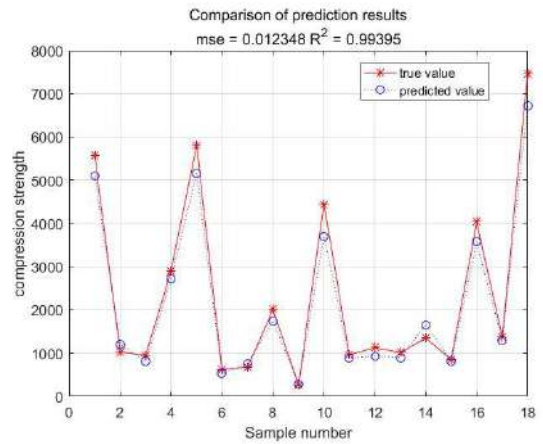 Comparison of prediction results
mse = 0.012348 R² = 0.99395
8000
7000
6000
5000
4000
3000
2000
1000
0
compression strength
true value
predicted value
0 2 4 6 8 10 12 14 16 18
Sample number